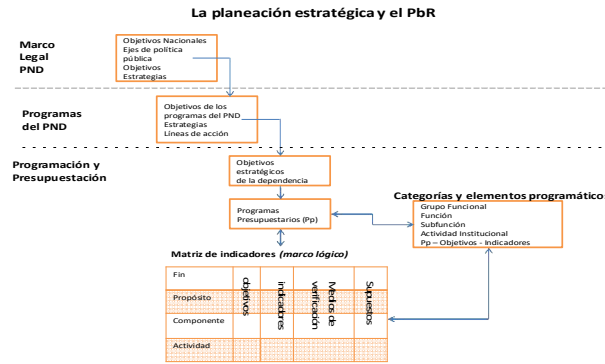 La planeación estratégica y el PbR
Marco
Legal
PND
Objetivos Nacionales
Ejes de política
pública
Objetivos
Estrategias
Programas
del PND
Objetivos de los
programas del PND
Estrategias
Líneas de acción
Programación y
Presupuestación
Objetivos
estratégicos
de la dependencia
Programas
Presupuestarios (Pp)
Categorías y elementos programático
Grupo Funcional
Función
Subfunción
Actividad Institucional
Pp – Objetivos - Indicadores
Matriz de indicadores (marco lógico)
objetivos
indicadores
Medios de
verificación
Supuestos
Fin
Propósito
Componente
Actividad